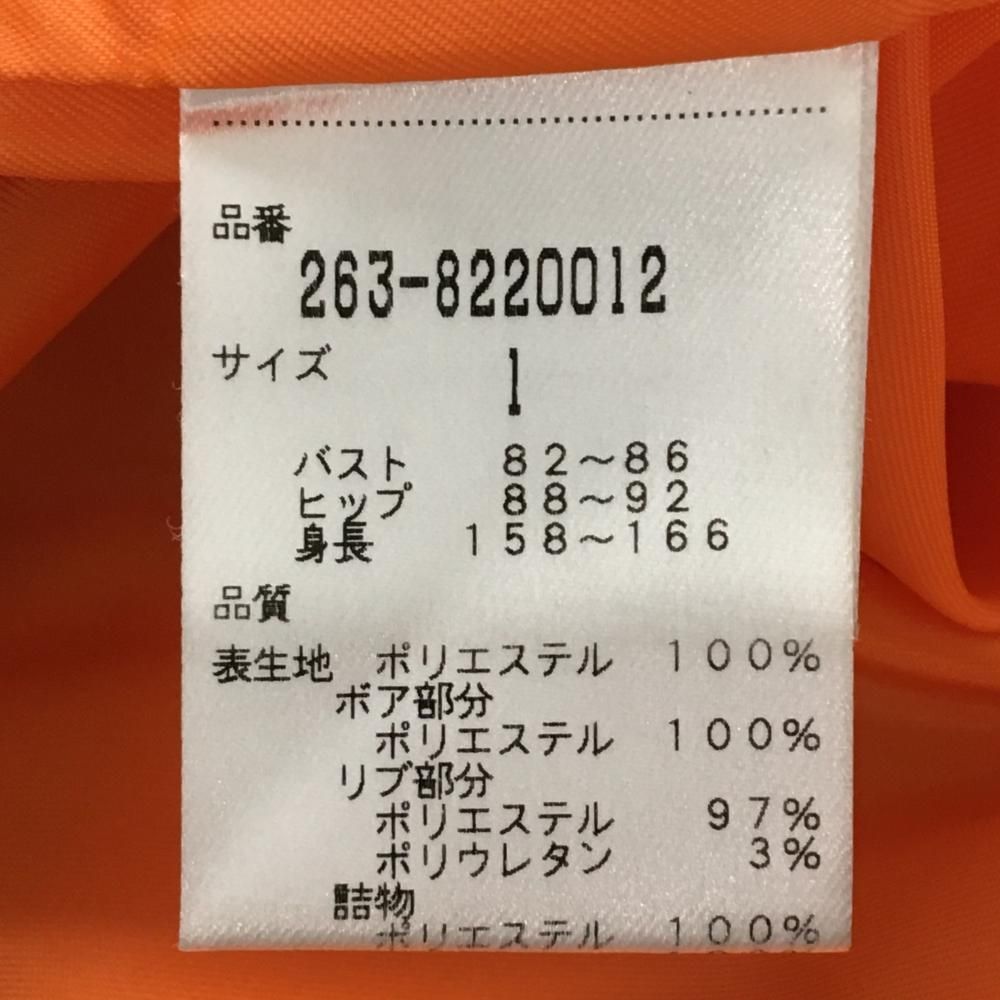 品番
263-8220012
サイズ 1
バスト 82～86
ヒップ 88～92
身長 158～166
品質
表生地 ポリエステル 100%
ボア部分
ポリエステル 100%
リブ部分
ポリエステル 97%
ポリウレタン 3%
詰物
ポリエステル 100%